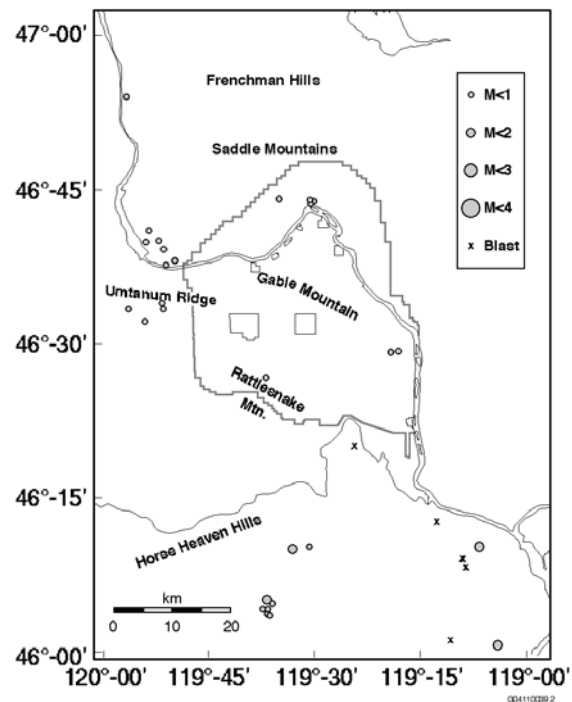 47°-00'
Frenchman Hills
M<1
M<2
M<3
M<4
x Blast
Saddle Mountains
46°-45'
Umtanum Ridge
Gable Mountain
46°-30'
Rattlesnake
Mtn.
46°-15'
Horse Heaven Hills
km
0 10 20
46°-00'
120°-00' 119°-45' 119°-30' 119°-15' 119°-00'